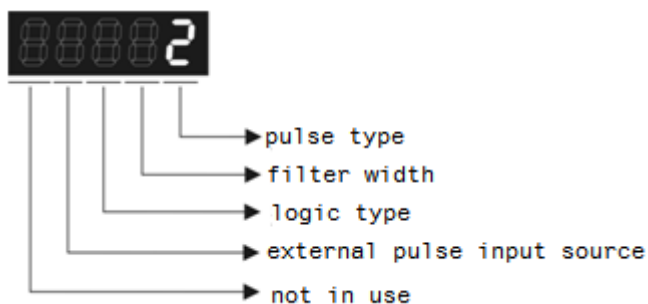 2
pulse type
filter width
logic type
external pulse input source
not in use